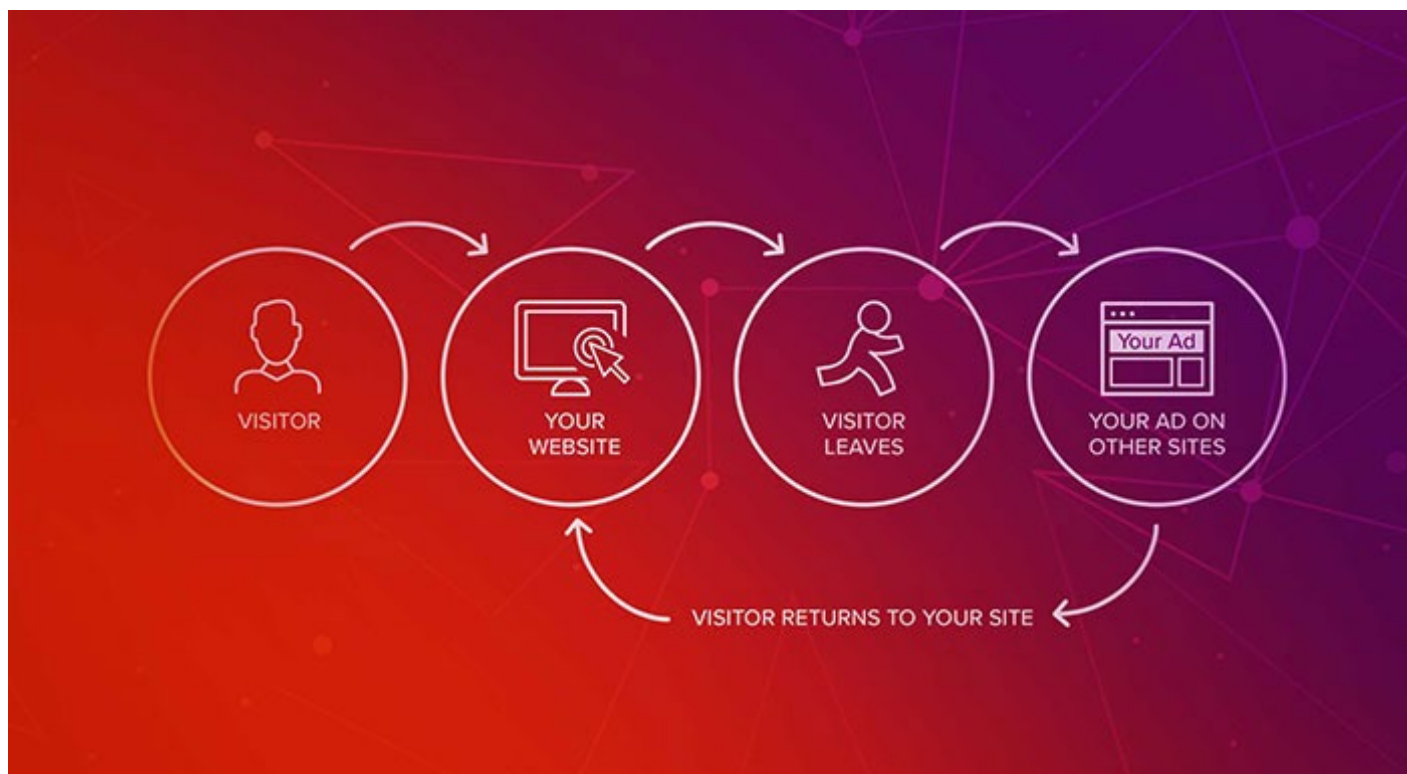 VISITOR
YOUR
WEBSITE
VISITOR
LEAVES
Your Ad
YOUR AD ON
OTHER SITES
VISITOR RETURNS TO YOUR SITE